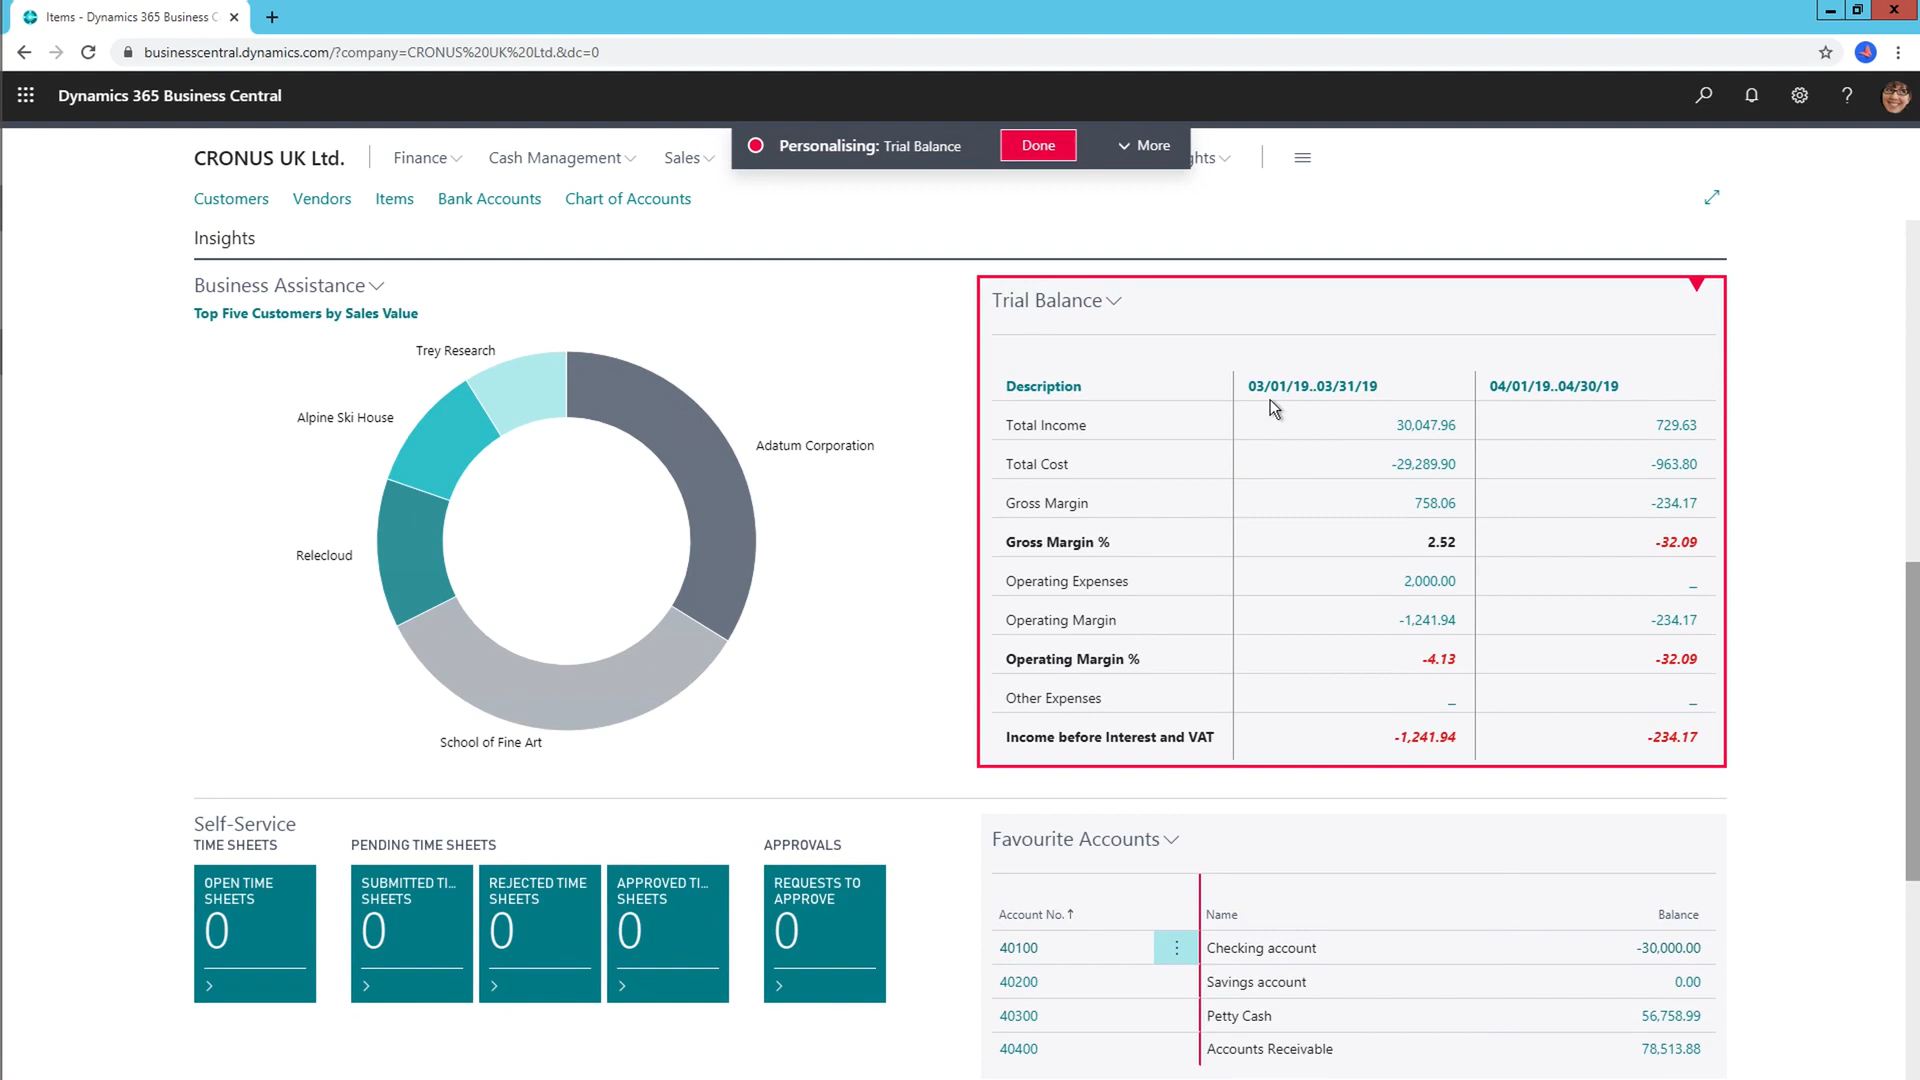 Items - Dynamics 365 Business C
businesscentral.dynamics.com/?company=CRONUS%20UK%20Ltd.&dc=0
Dynamics 365 Business Central
Personalising: Trial Balance
Done
More
CRONUS UK Ltd.
Finance
Cash Management
Sales
ghts
Customers
Vendors
Items
Bank Accounts
Chart of Accounts
Insights
Business Assistance
Top Five Customers by Sales Value
Trey Research
Alpine Ski House
Adatum Corporation
Relecloud
School of Fine Art
Trial Balance
Description 03/01/19..03/31/19 04/01/19..04/30/19
Total Income 30,047.96 729.63
Total Cost -29,289.90 -963.80
Gross Margin 758.06 -234.17
Gross Margin % 2.52 -32.09
Operating Expenses 2,000.00 _
Operating Margin -1,241.94 -234.17
Operating Margin % -4.13 -32.09
Other Expenses _ _
Income before Interest and VAT -1,241.94 -234.17
Self-Service
TIME SHEETS
PENDING TIME SHEETS
APPROVALS
OPEN TIME
SHEETS
0
SUBMITTED TI...
SHEETS
0
REJECTED TIME
SHEETS
0
APPROVED TI...
SHEETS
0
REQUESTS TO
APPROVE
0
Favourite Accounts
Account No.↑ Name Balance
40100 Checking account -30,000.00
40200 Savings account 0.00
40300 Petty Cash 56,758.99
40400 Accounts Receivable 78,513.88